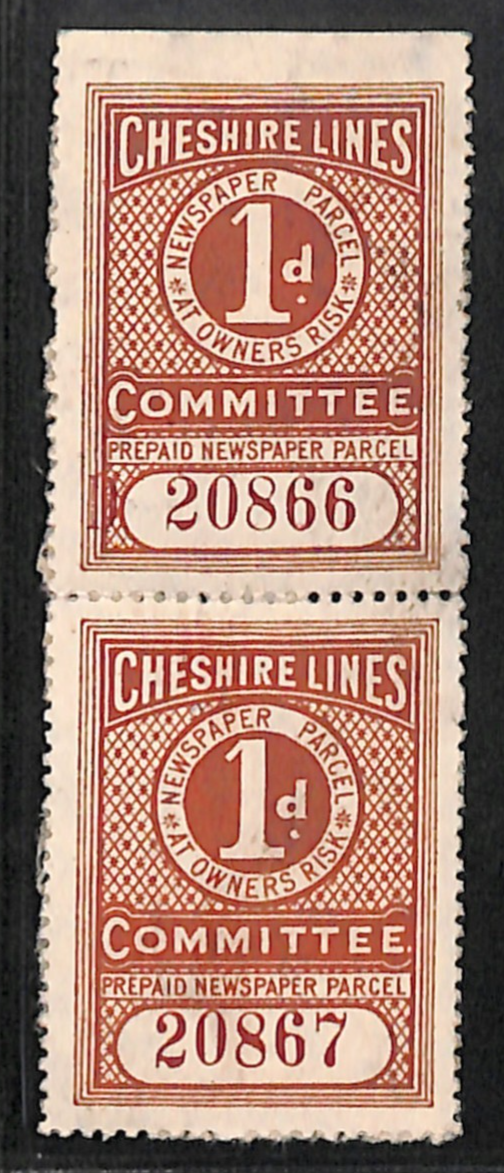 CHESHIRE LINES
NEWSPAPER PARCEL
1d.
* AT OWNERS RISK *
COMMITTEE.
PREPAID NEWSPAPER PARCEL
20866
CHESHIRE LINES
NEWSPAPER PARCEL
1d.
* AT OWNERS RISK *
COMMITTEE.
PREPAID NEWSPAPER PARCEL
20867